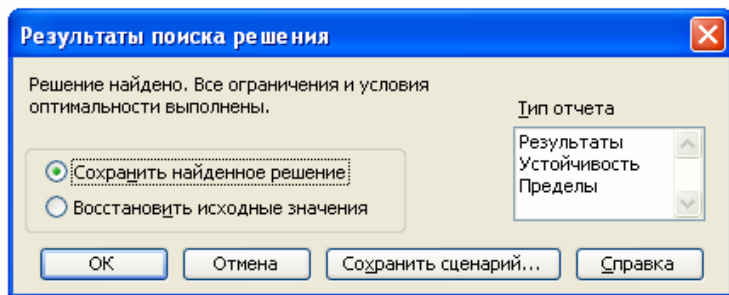 Результаты поиска решения
Решение найдено. Все ограничения и условия
оптимальности выполнены.
Тип отчета
Результаты
Устойчивость
Пределы
Сохранить найденное решение
Восстановить исходные значения
ОК
Отмена
Сохранить сценарий...
Справка